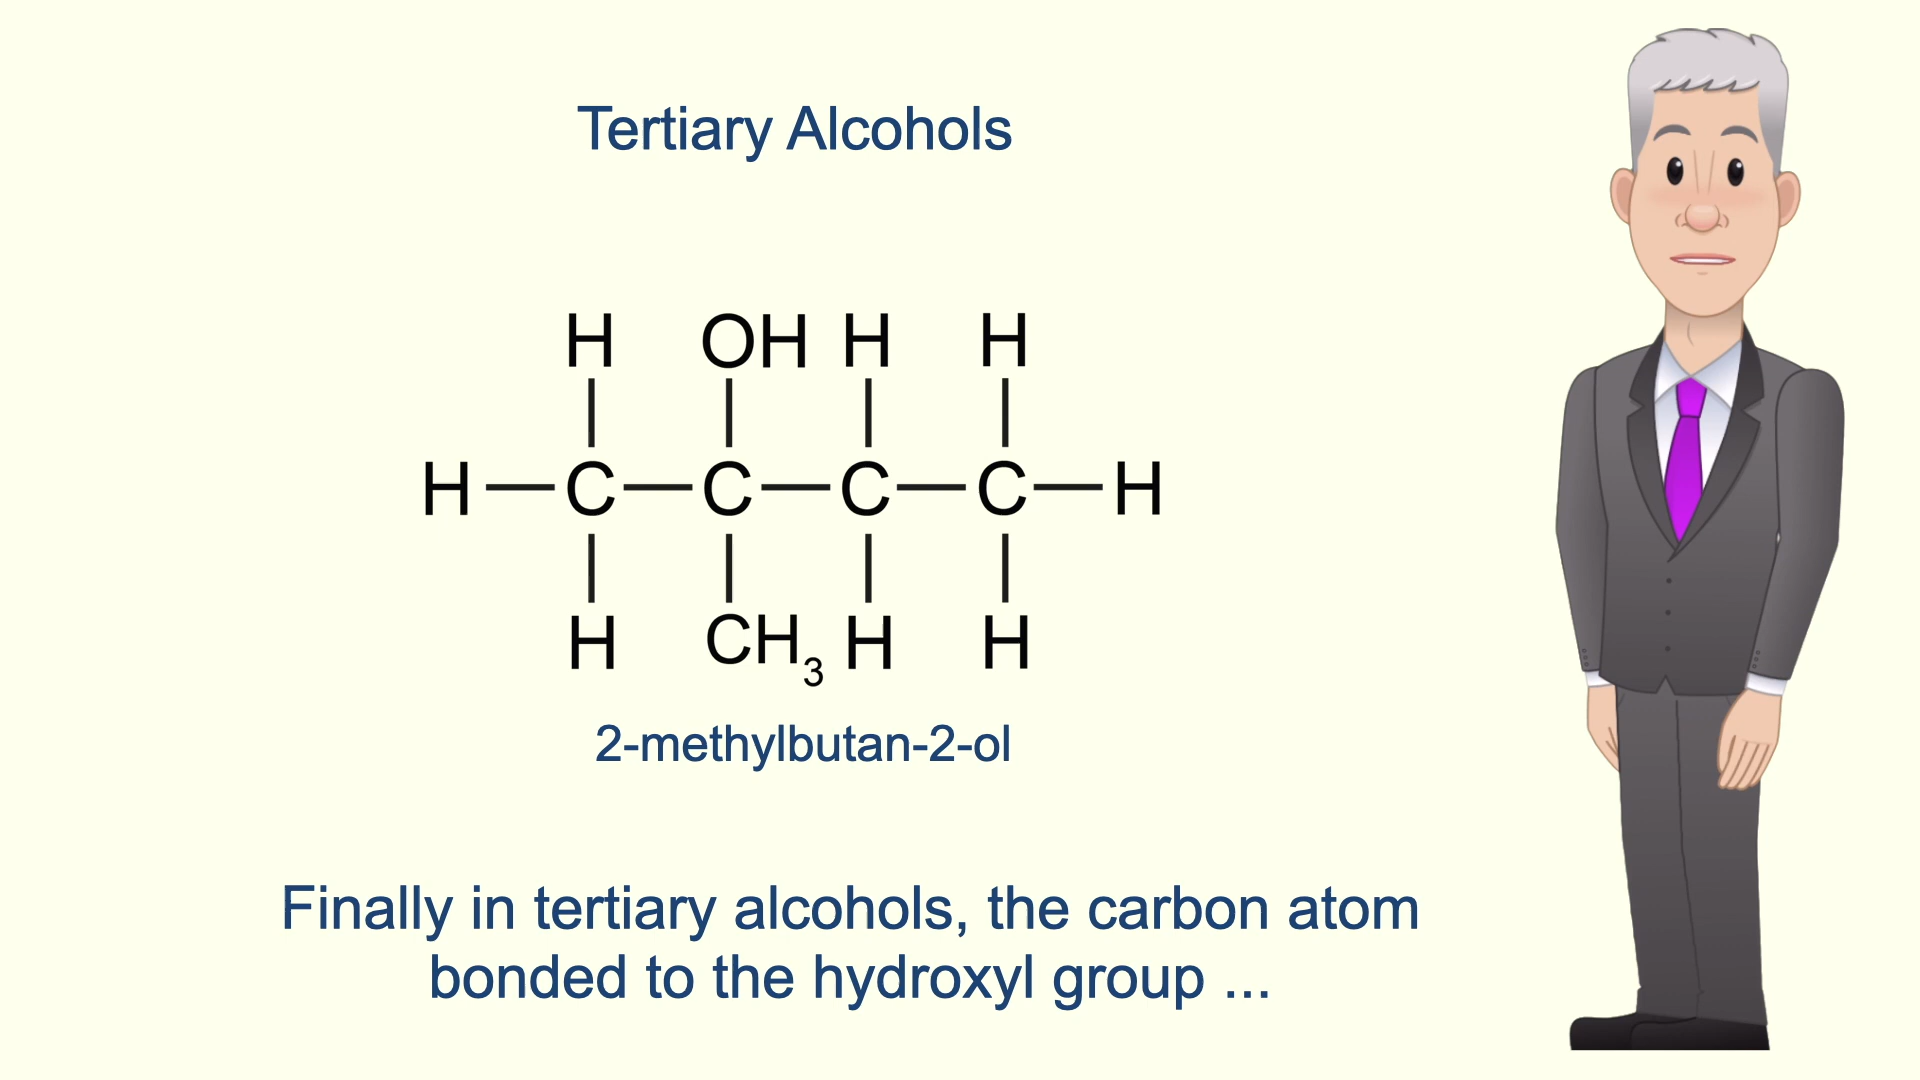 Tertiary Alcohols
H OH H H
H C C C C H
H CH₃ H H
2-methylbutan-2-ol
Finally in tertiary alcohols, the carbon atom
bonded to the hydroxyl group ...